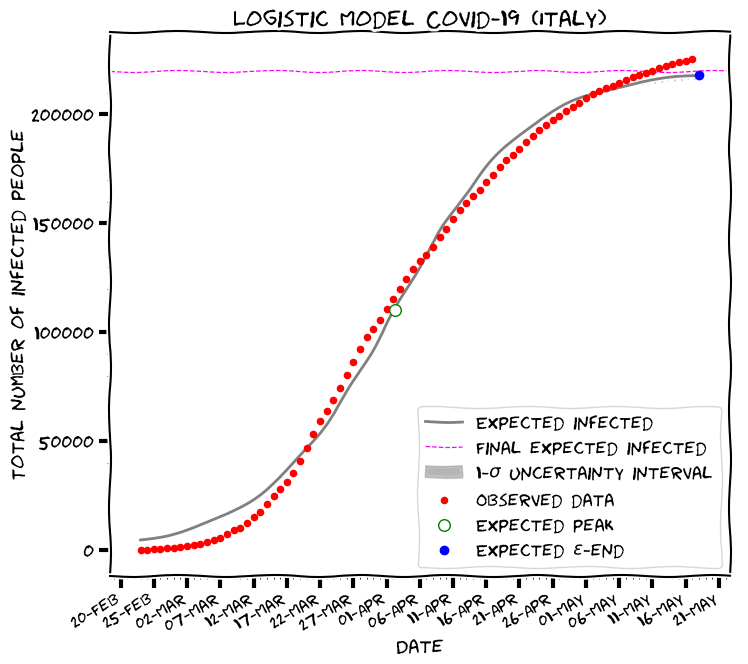 LOGISTIC MODEL COVID-19 (ITALY)
TOTAL NUMBER OF INFECTED PEOPLE
200000
150000
100000
50000
0
EXPECTED INFECTED
FINAL EXPECTED INFECTED
1-σ UNCERTAINTY INTERVAL
OBSERVED DATA
EXPECTED PEAK
EXPECTED ε-END
20-FEB 25-FEB 02-MAR 07-MAR 12-MAR 17-MAR 22-MAR 27-MAR 01-APR 06-APR 11-APR 16-APR 21-APR 26-APR 01-MAY 06-MAY 11-MAY 16-MAY 21-MAY
DATE